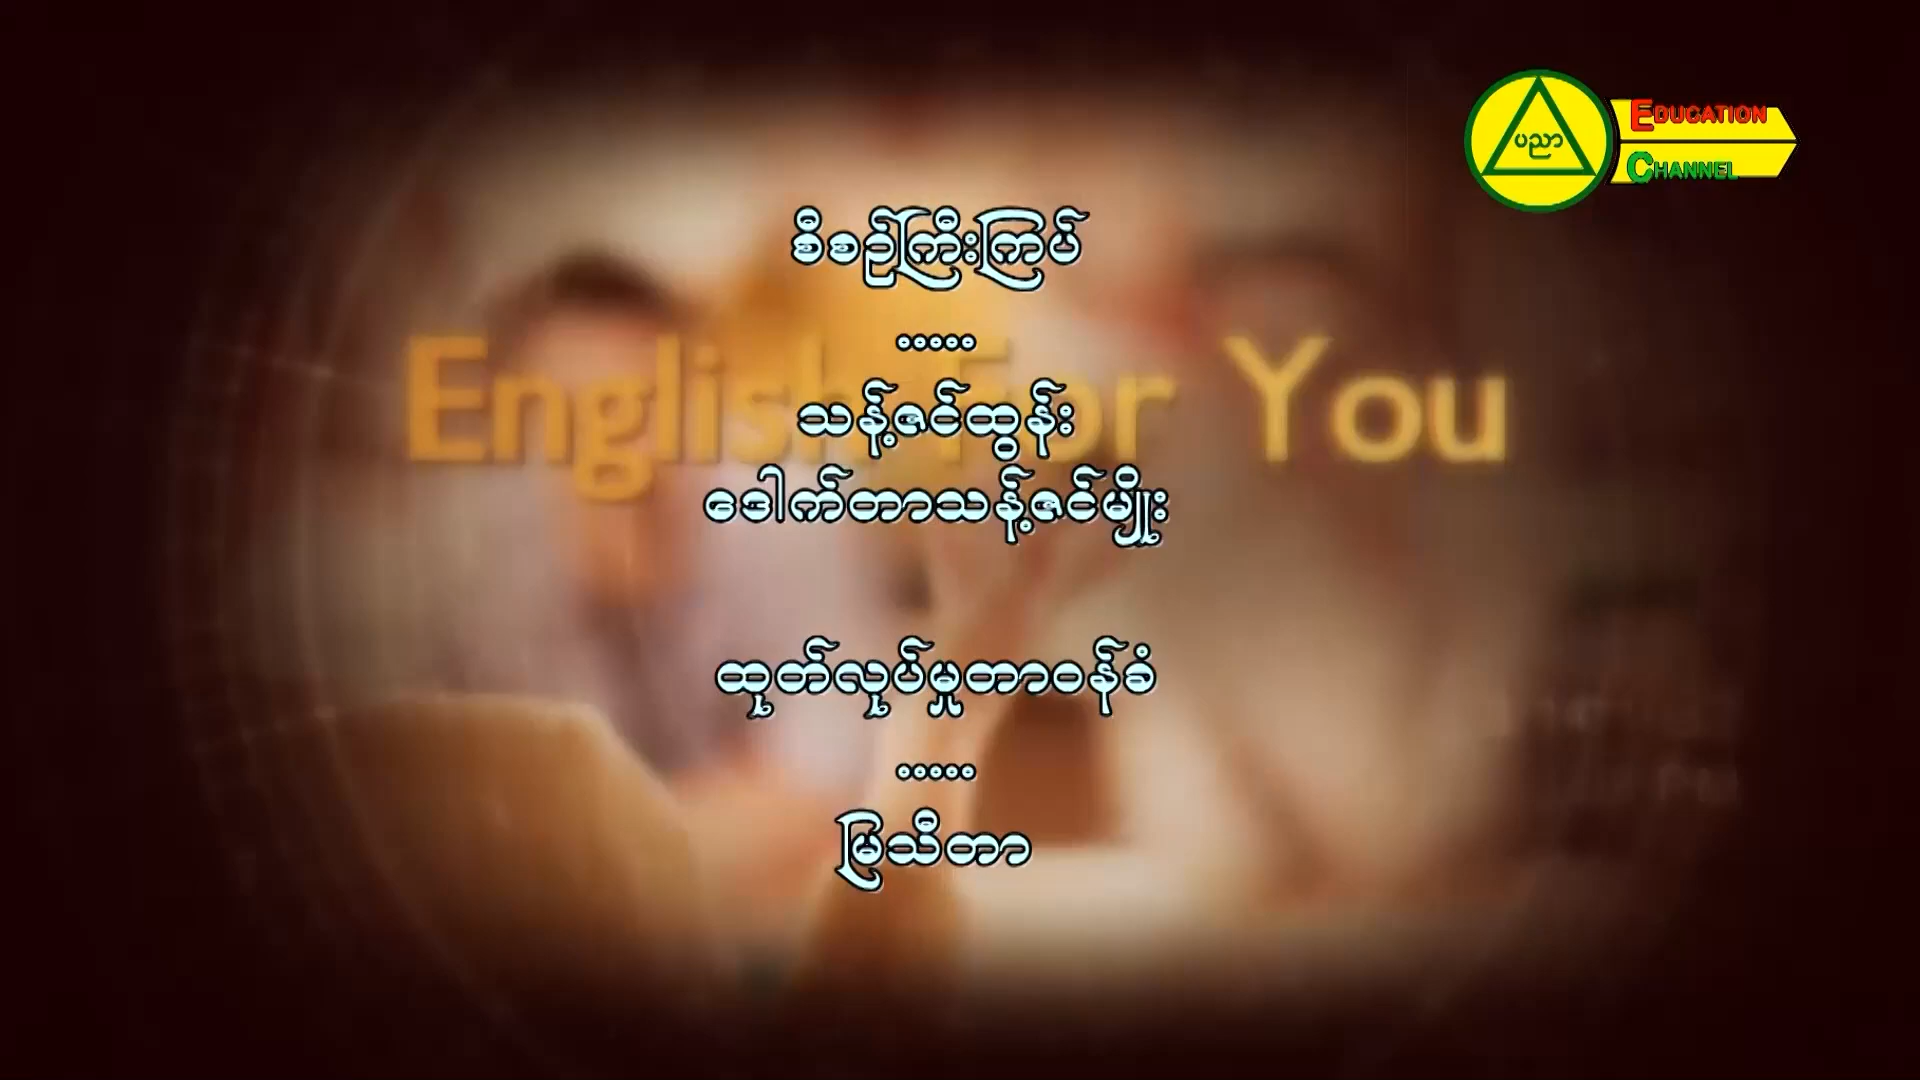 ပညာ
EDUCATION
CHANNEL
စီစဉ်ကြီးကြပ်
.....
English For You
သန့်ဇင်ထွန်း
ဒေါက်တာသန့်ဇင်မျိုး
ထုတ်လုပ်မှုတာဝန်ခံ
.....
မြသီတာ